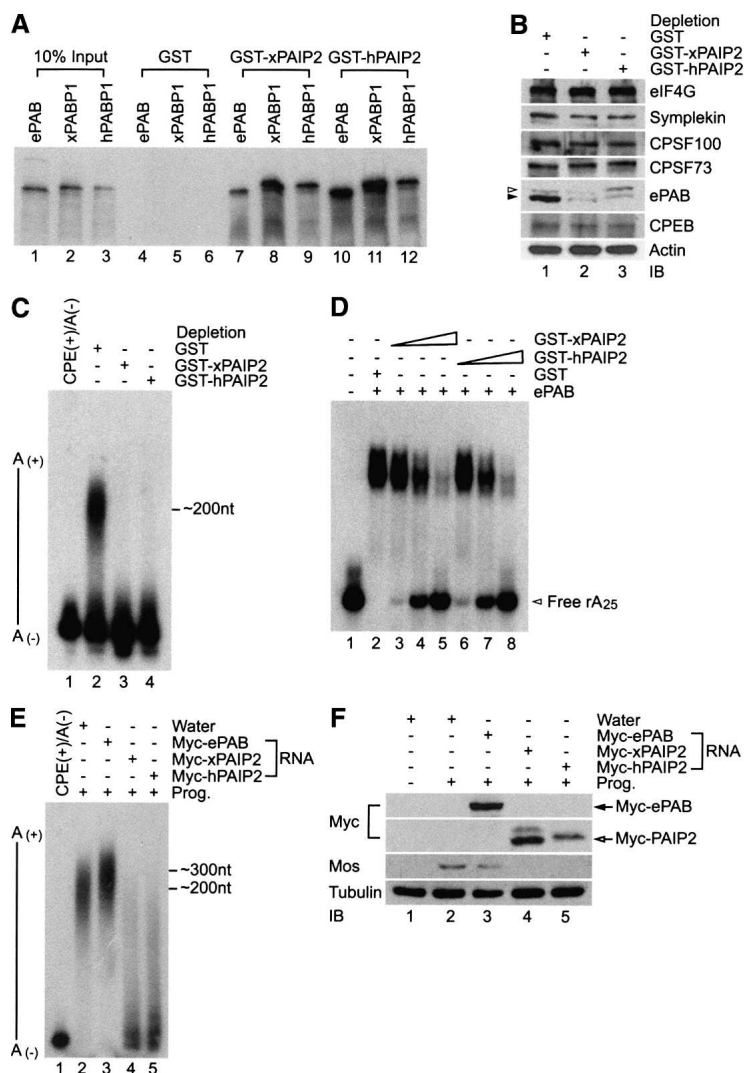 A
10% Input
GST
GST-xPAIP2
GST-hPAIP2
ePAB
xPABP1
hPABP1
ePAB
xPABP1
hPABP1
ePAB
xPABP1
hPABP1
ePAB
xPABP1
hPABP1
1 2 3 4 5 6 7 8 9 10 11 12
B
Depletion
+ - - GST
- + - GST-xPAIP2
- - + GST-hPAIP2
eIF4G
Symplekin
CPSF100
CPSF73
ePAB
CPEB
Actin
1 2 3 IB
C
CPE(+)/A(-)
Depletion
+ - - GST
- + - GST-xPAIP2
- - + GST-hPAIP2
A(+)
~200nt
A(-)
1 2 3 4
D
- - - - - GST-xPAIP2
- - GST-hPAIP2
- + - - - - - - GST
- + + + + + + + ePAB
Free rA25
1 2 3 4 5 6 7 8
E
CPE(+)/A(-)
+ - - - Water
- + - - Myc-ePAB
- - + - Myc-xPAIP2
RNA
- - - + Myc-hPAIP2
+ + + + Prog.
A(+)
~300nt
~200nt
A(-)
1 2 3 4 5
F
+ + - - - Water
- - + - - Myc-ePAB
- - - + - Myc-xPAIP2
RNA
- - - - + Myc-hPAIP2
- + + + + Prog.
Myc
Myc-ePAB
Myc-PAIP2
Mos
Tubulin
IB 1 2 3 4 5